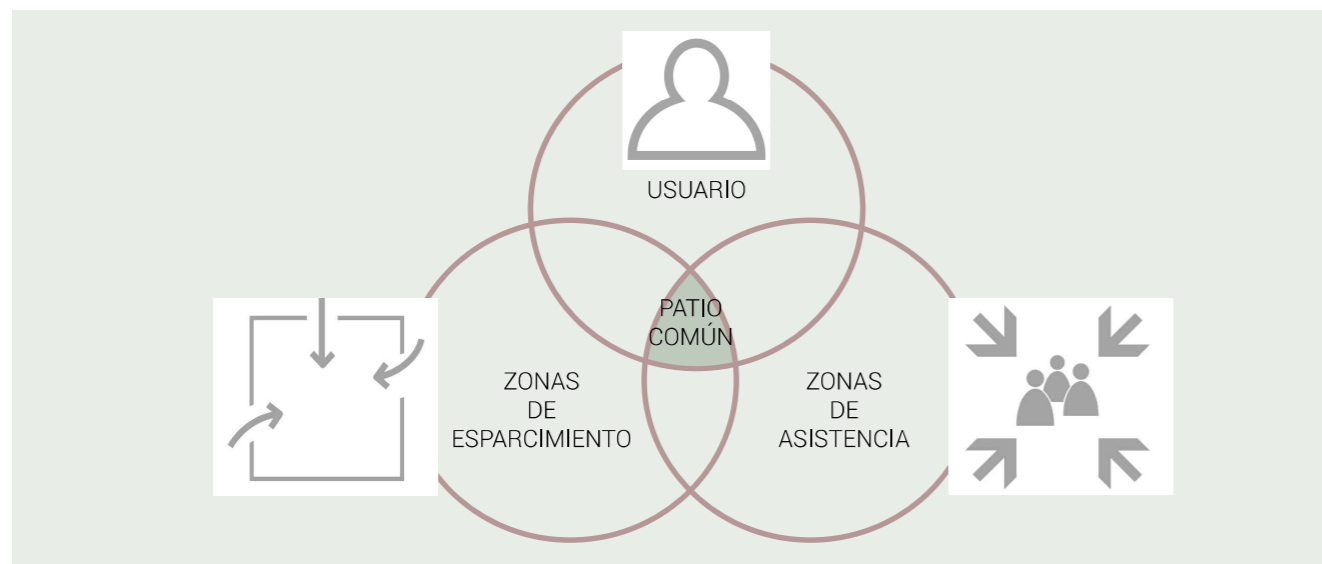 USUARIO
PATIO
COMÚN
ZONAS
DE
ESPARCIMIENTO
ZONAS
DE
ASISTENCIA